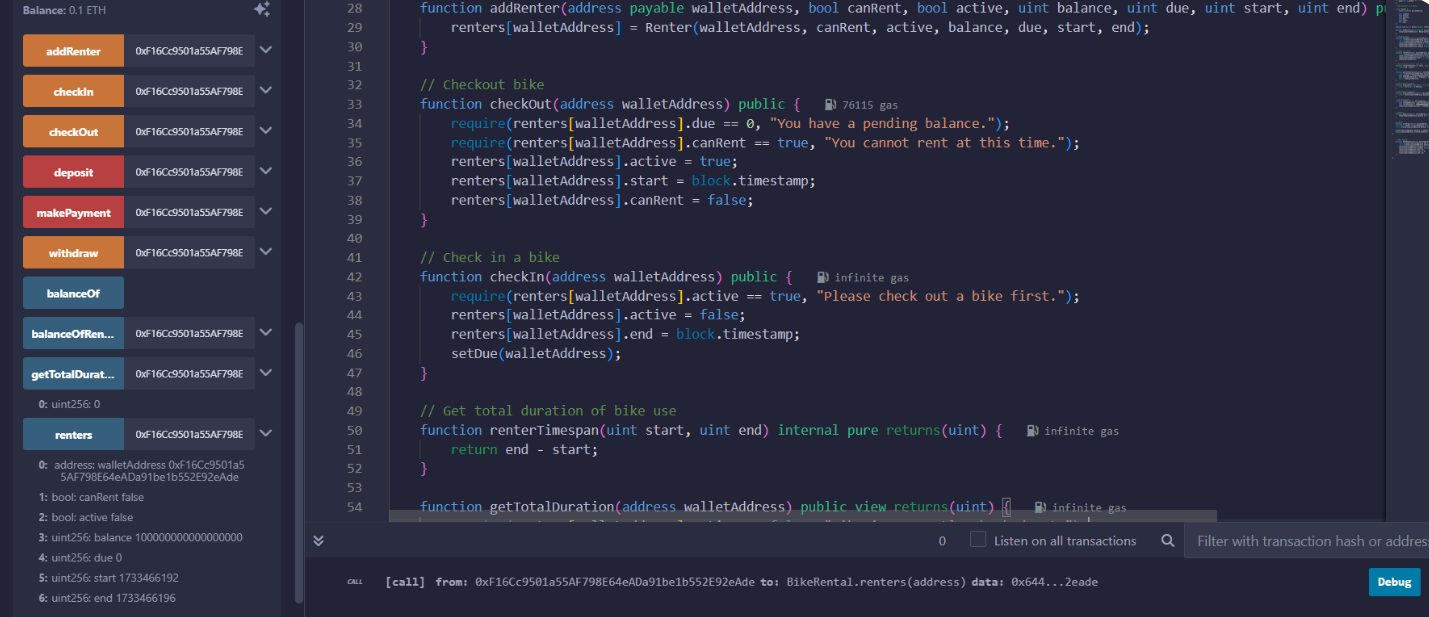 Balance: 0.1 ETH
addRenter 0xF16Cc9501a55AF798E
checkIn 0xF16Cc9501a55AF798E
checkOut 0xF16Cc9501a55AF798E
deposit 0xF16Cc9501a55AF798E
makePayment 0xF16Cc9501a55AF798E
withdraw 0xF16Cc9501a55AF798E
balanceOf
balanceOfRen... 0xF16Cc9501a55AF798E
getTotalDurat... 0xF16Cc9501a55AF798E
0: uint256: 0
renters 0xF16Cc9501a55AF798E
0: address: walletAddress 0xF16Cc9501a5
5AF798E64eADa91be1b552E92eAde
1: bool: canRent false
2: bool: active false
3: uint256: balance 100000000000000000
4: uint256: due 0
5: uint256: start 1733466192
6: uint256: end 1733466196
28 function addRenter(address payable walletAddress, bool canRent, bool active, uint balance, uint due, uint start, uint end) pu
29 renters[walletAddress] = Renter(walletAddress, canRent, active, balance, due, start, end);
30 }
31
32 // Checkout bike
33 function checkOut(address walletAddress) public { 76115 gas
34 require(renters[walletAddress].due == 0, "You have a pending balance.");
35 require(renters[walletAddress].canRent == true, "You cannot rent at this time.");
36 renters[walletAddress].active = true;
37 renters[walletAddress].start = block.timestamp;
38 renters[walletAddress].canRent = false;
39 }
40
41 // Check in a bike
42 function checkIn(address walletAddress) public { infinite gas
43 require(renters[walletAddress].active == true, "Please check out a bike first.");
44 renters[walletAddress].active = false;
45 renters[walletAddress].end = block.timestamp;
46 setDue(walletAddress);
47 }
48
49 // Get total duration of bike use
50 function renterTimespan(uint start, uint end) internal pure returns(uint) { infinite gas
51 return end - start;
52 }
53
54 function getTotalDuration(address walletAddress) public view returns(uint) { infinite gas
0 Listen on all transactions Filter with transaction hash or addres
CALL [call] from: 0xF16Cc9501a55AF798E64eADa91be1b552E92eAde to: BikeRental.renters(address) data: 0x644...2eade
Debug